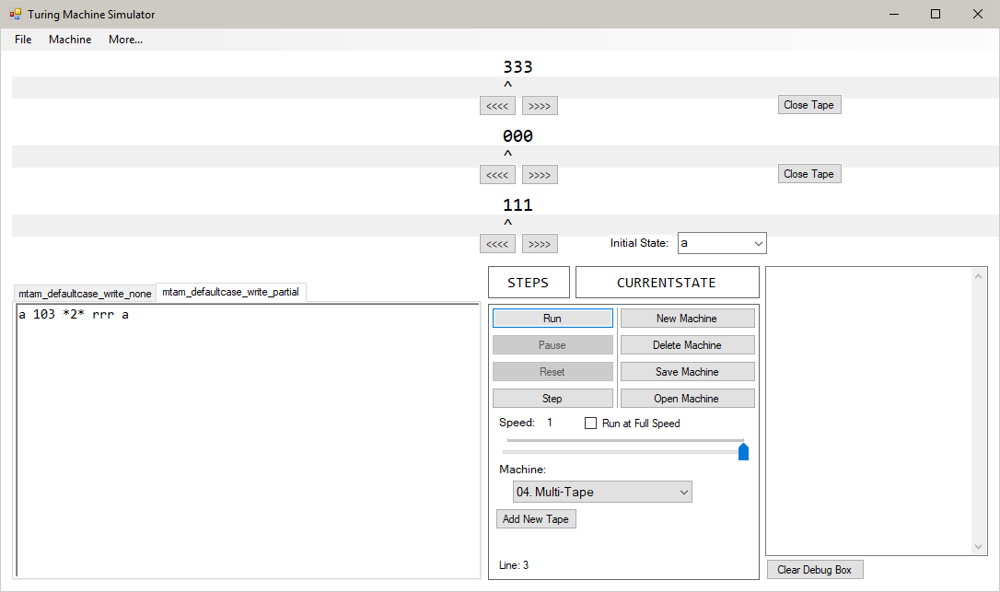 Turing Machine Simulator
File Machine More...
333
^
<<<< >>>> Close Tape
000
^
<<<< >>>> Close Tape
111
^
<<<< >>>> Initial State: a
mtam_defaultcase_write_none mtam_defaultcase_write_partial
a 103 *2* rrr a
STEPS CURRENTSTATE
Run New Machine
Pause Delete Machine
Reset Save Machine
Step Open Machine
Speed: 1 Run at Full Speed
Machine:
04. Multi-Tape
Add New Tape
Line: 3
Clear Debug Box